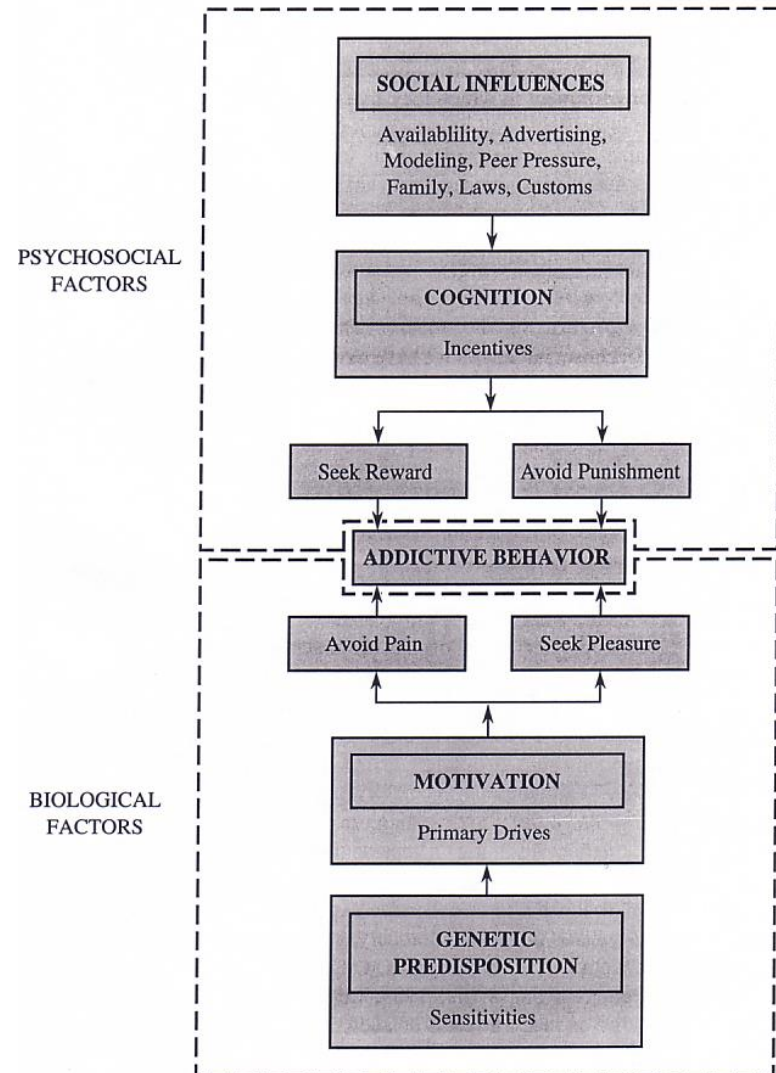 SOCIAL INFLUENCES
Availablility, Advertising,
Modeling, Peer Pressure,
Family, Laws, Customs
PSYCHOSOCIAL
FACTORS
COGNITION
Incentives
Seek Reward
Avoid Punishment
ADDICTIVE BEHAVIOR
Avoid Pain
Seek Pleasure
MOTIVATION
Primary Drives
BIOLOGICAL
FACTORS
GENETIC
PREDISPOSITION
Sensitivities